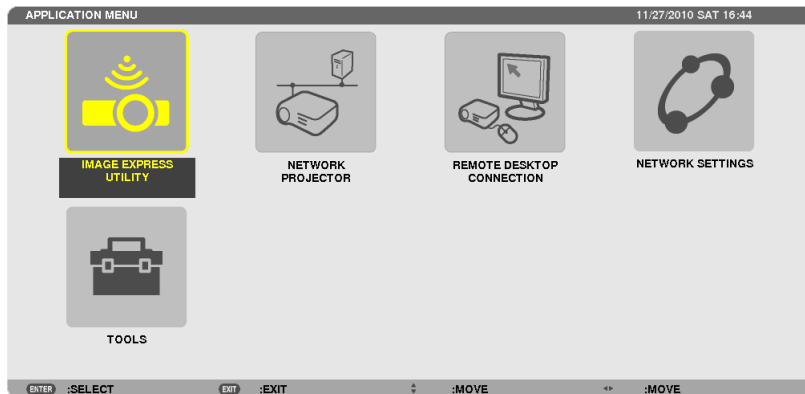 APPLICATION MENU 11/27/2010 SAT 16:44
IMAGE EXPRESS
UTILITY
NETWORK
PROJECTOR
REMOTE DESKTOP
CONNECTION
NETWORK SETTINGS
TOOLS
ENTER :SELECT EXIT :EXIT :MOVE :MOVE